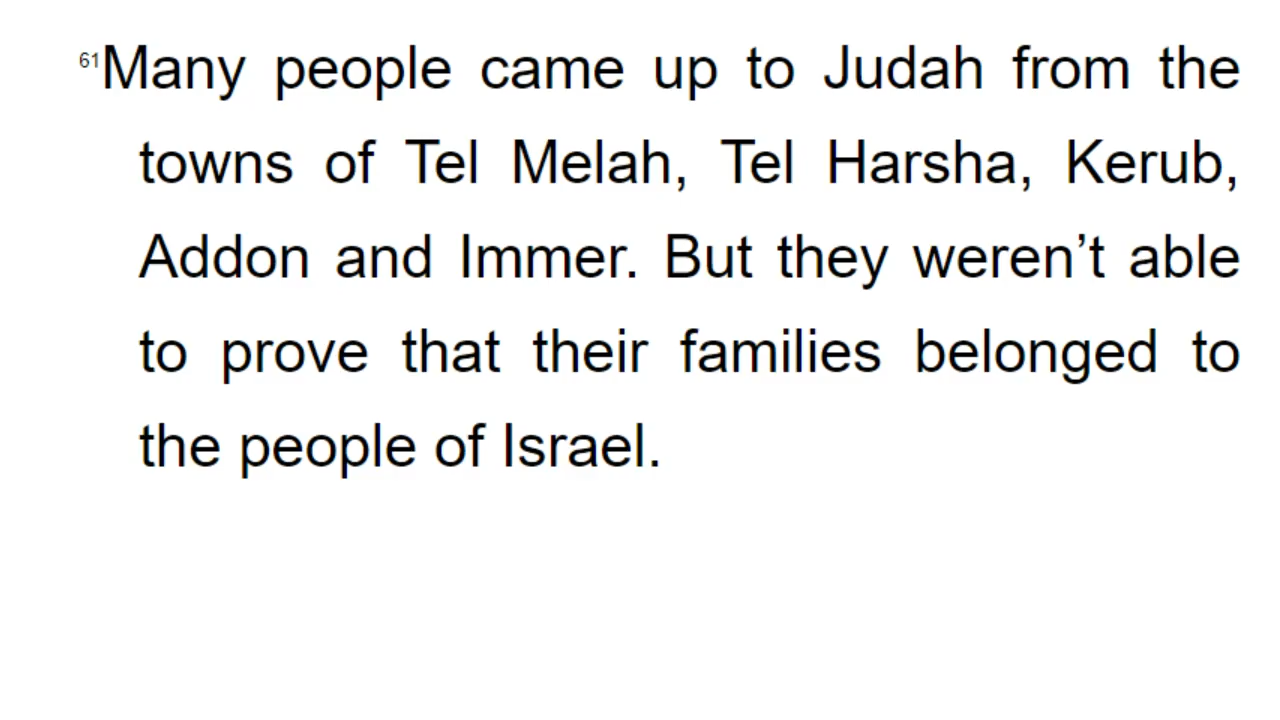 61Many people came up to Judah from the
towns of Tel Melah, Tel Harsha, Kerub,
Addon and Immer. But they weren’t able
to prove that their families belonged to
the people of Israel.